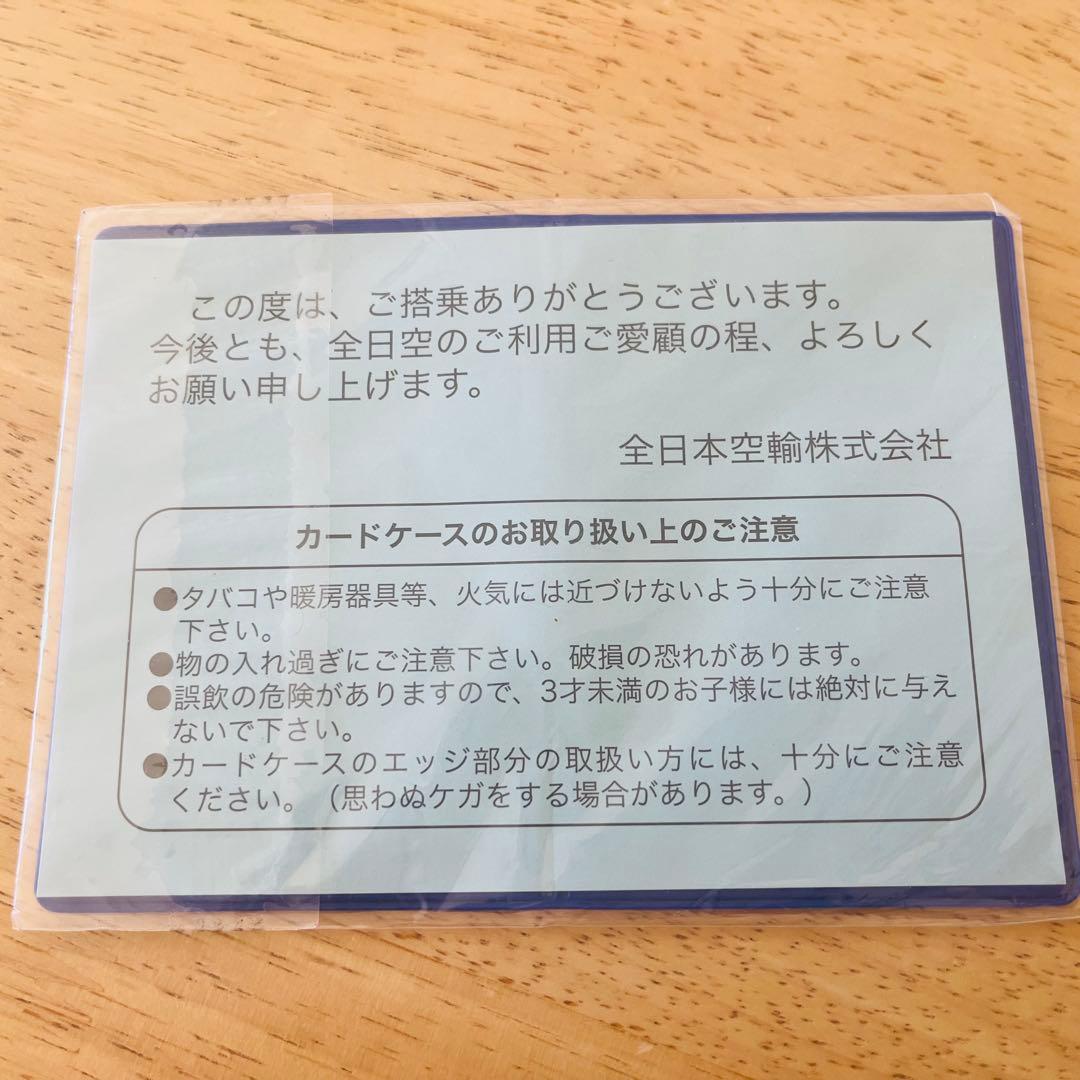 この度は、ご搭乗ありがとうございます。
今後とも、全日空のご利用ご愛顧の程、よろしく
お願い申し上げます。
全日本空輸株式会社
カードケースのお取り扱い上のご注意
●タバコや暖房器具等、火気には近づけないよう十分にご注意
下さい。
●物の入れ過ぎにご注意下さい。破損の恐れがあります。
●誤飲の危険がありますので、3才未満のお子様には絶対に与え
ないで下さい。
●カードケースのエッジ部分の取扱い方には、十分にご注意
ください。（思わぬケガをする場合があります。）